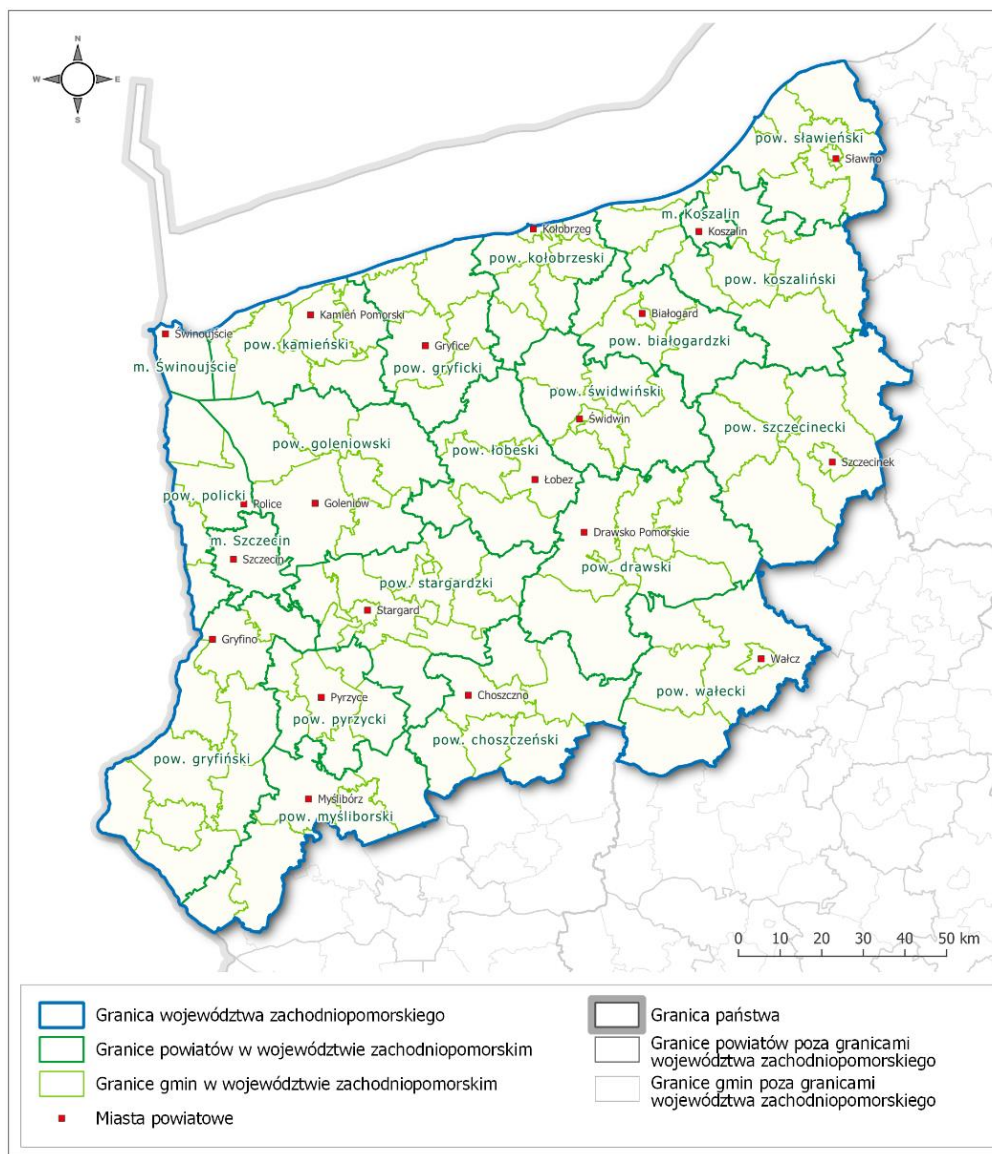 N
W E
S
pow. sławieński
Sławno
m. Koszalin
Koszalin
Kołobrzeg
pow. kołobrzeski
pow. koszaliński
Kamień Pomorski
Białogard
Świnoujście
pow. kamieński
Gryfice
pow. białogardzki
m. Świnoujście
pow. gryficki
pow. świdwiński
Świdwin
pow. szczecinecki
pow. goleniowski
pow. łobeski
Szczecinek
Łobez
pow. policki
Police
Goleniów
Drawsko Pomorskie
m. Szczecin
Szczecin
pow. drawski
pow. stargardzki
Stargard
Gryfino
Wałcz
pow. wałecki
Choszczno
Pyrzyce
pow. pyrzycki
pow. choszczeński
pow. gryfiński
Myślibórz
pow. myśliborski
0 10 20 30 40 50 km
Granica województwa zachodniopomorskiego
Granice powiatów w województwie zachodniopomorskim
Granice gmin w województwie zachodniopomorskim
Miasta powiatowe
Granica państwa
Granice powiatów poza granicami
województwa zachodniopomorskiego
Granice gmin poza granicami
województwa zachodniopomorskiego